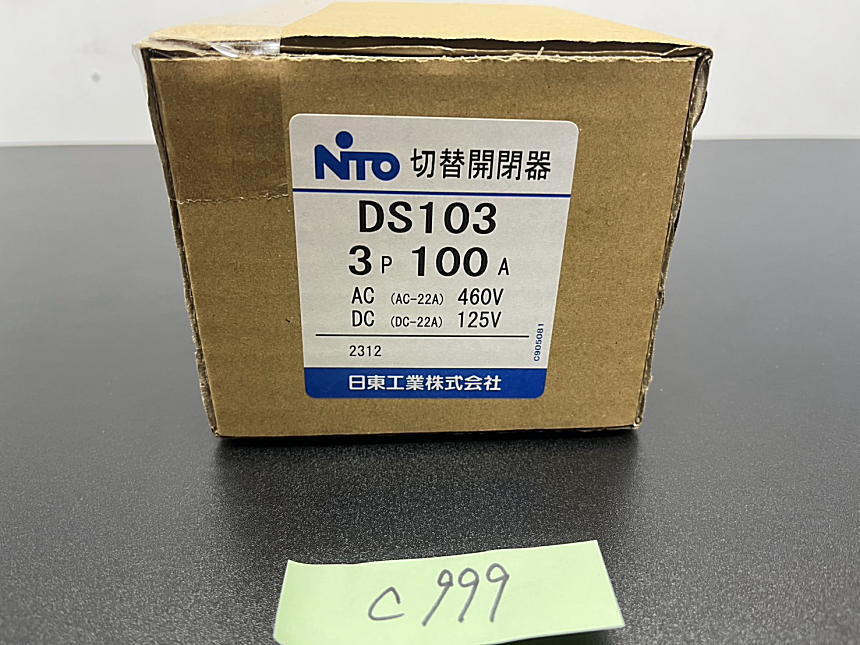 NITO 切替開閉器
DS103
3P 100A
AC (AC-22A) 460V
DC (DC-22A) 125V
C905081
2312
日東工業株式会社
C999